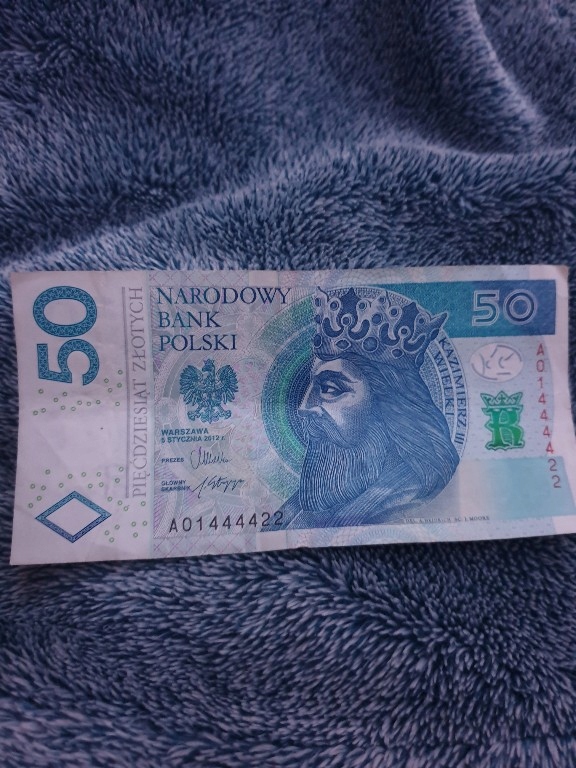 50
PIĘĆDZIESIĄT ZŁOTYCH
NARODOWY
BANK
POLSKI
WARSZAWA
5 STYCZNIA 2012 r.
PREZES
GŁÓWNY
SKARBNIK
A01444422
KAZIMIERZ III
WIELKI
50
A01444422